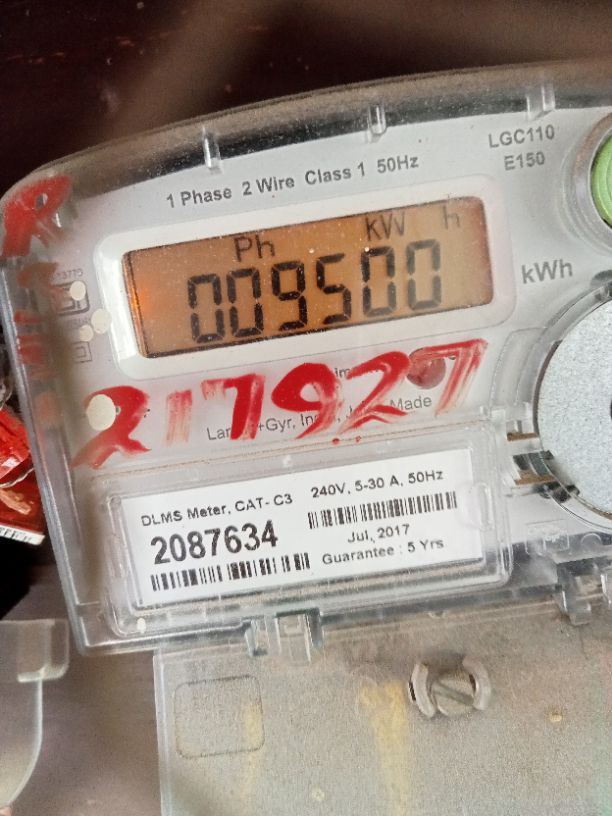 LGC110
E150
1 Phase 2 Wire Class 1 50Hz
Ph kW h
009500
kWh
217927
Made
DLMS Meter, CAT- C3 240V, 5-30 A, 50Hz
2087634
Jul, 2017
Guarantee : 5 Yrs